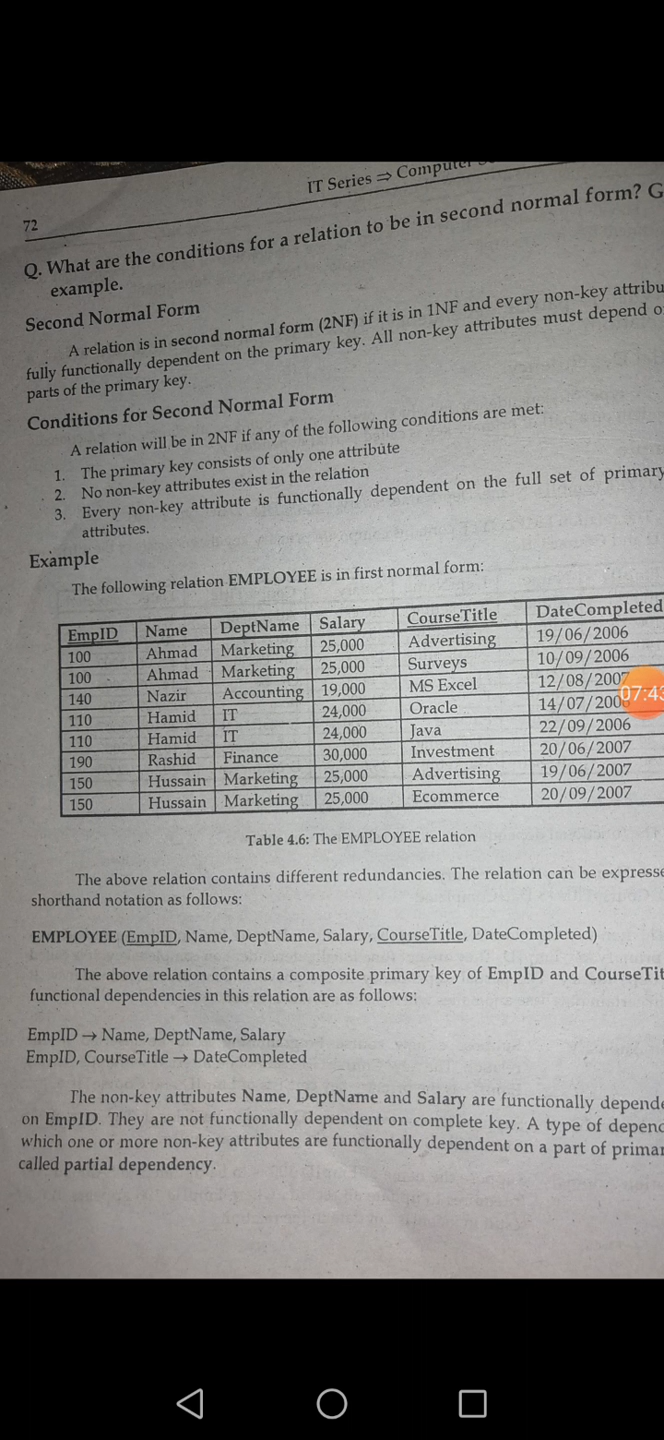 IT Series ⇒ Computer
72
Q. What are the conditions for a relation to be in second normal form? G
example.
Second Normal Form
A relation is in second normal form (2NF) if it is in 1NF and every non-key attribu
fully functionally dependent on the primary key. All non-key attributes must depend o
parts of the primary key.
Conditions for Second Normal Form
A relation will be in 2NF if any of the following conditions are met:
1. The primary key consists of only one attribute
2. No non-key attributes exist in the relation
3. Every non-key attribute is functionally dependent on the full set of primary
attributes.
Example
The following relation EMPLOYEE is in first normal form:
EmpID Name DeptName Salary CourseTitle DateCompleted
100 Ahmad Marketing 25,000 Advertising 19/06/2006
100 Ahmad Marketing 25,000 Surveys 10/09/2006
140 Nazir Accounting 19,000 MS Excel 12/08/2007
110 Hamid IT 24,000 Oracle 14/07/200
110 Hamid IT 24,000 Java 22/09/2006
190 Rashid Finance 30,000 Investment 20/06/2007
150 Hussain Marketing 25,000 Advertising 19/06/2007
150 Hussain Marketing 25,000 Ecommerce 20/09/2007
07:43
Table 4.6: The EMPLOYEE relation
The above relation contains different redundancies. The relation can be expresse
shorthand notation as follows:
EMPLOYEE (EmpID, Name, DeptName, Salary, CourseTitle, DateCompleted)
The above relation contains a composite primary key of EmpID and CourseTit
functional dependencies in this relation are as follows:
EmpID → Name, DeptName, Salary
EmpID, CourseTitle → DateCompleted
The non-key attributes Name, DeptName and Salary are functionally depende
on EmpID. They are not functionally dependent on complete key. A type of depend
which one or more non-key attributes are functionally dependent on a part of primar
called partial dependency.